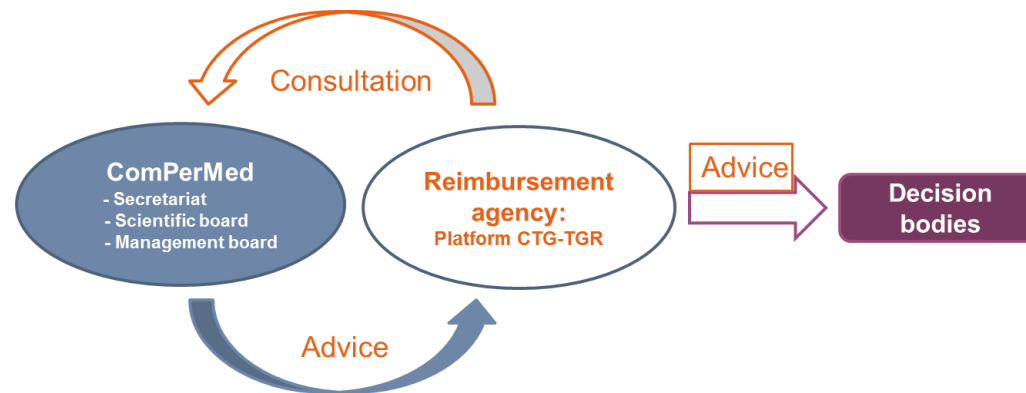 Consultation
ComPerMed
- Secretariat
- Scientific board
- Management board
Reimbursement
agency:
Platform CTG-TGR
Advice
Decision
bodies
Advice